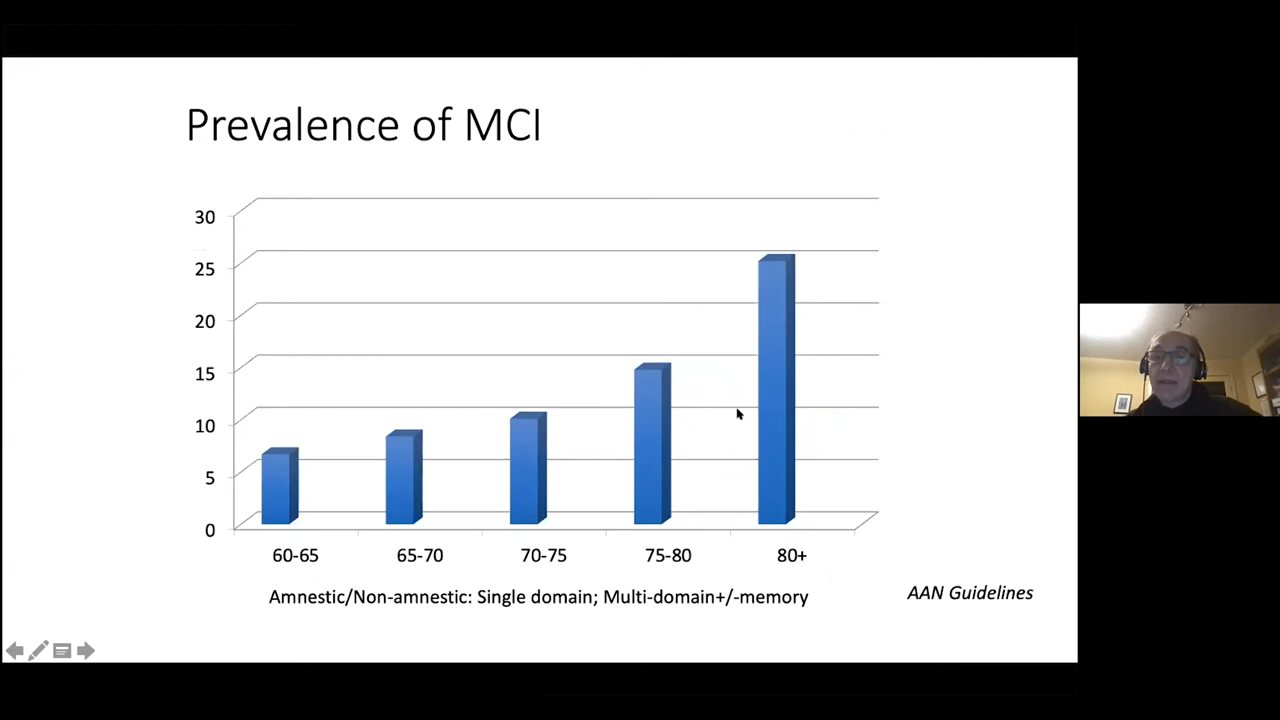 Prevalence of MCI
30
25
20
15
10
5
0
60-65 65-70 70-75 75-80 80+
Amnestic/Non-amnestic: Single domain; Multi-domain+/-memory
AAN Guidelines